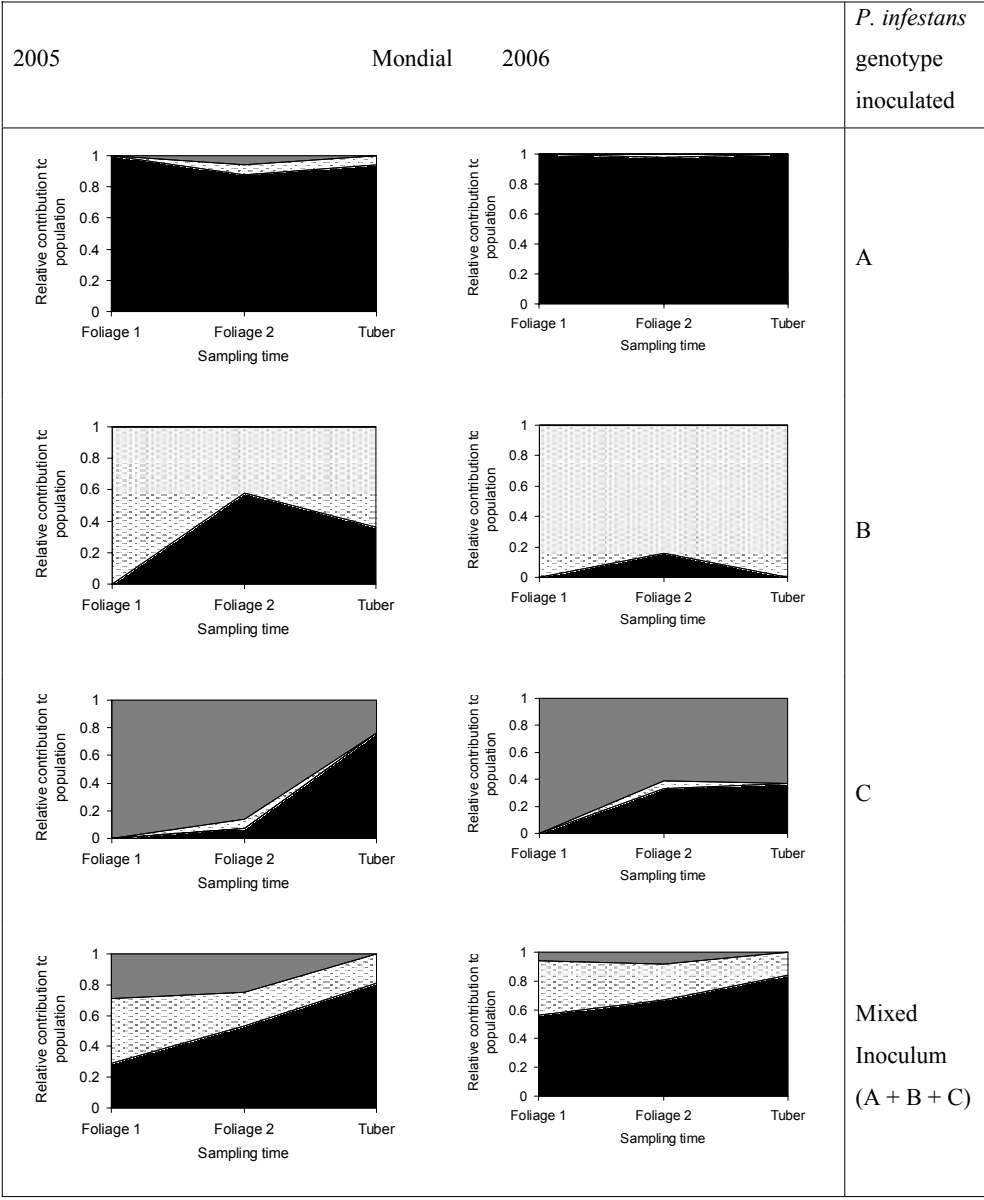 2005 Mondial 2006
P. infestans
genotype
inoculated
Relative contribution tc
population
1
0.8
0.6
0.4
0.2
0
Foliage 1 Foliage 2 Tuber
Sampling time
Relative contribution tc
population
1
0.8
0.6
0.4
0.2
0
Foliage 1 Foliage 2 Tuber
Sampling time
A
Relative contribution tc
population
1
0.8
0.6
0.4
0.2
0
Foliage 1 Foliage 2 Tuber
Sampling time
Relative contribution tc
population
1
0.8
0.6
0.4
0.2
0
Foliage 1 Foliage 2 Tuber
Sampling time
B
Relative contribution tc
population
1
0.8
0.6
0.4
0.2
0
Foliage 1 Foliage 2 Tuber
Sampling time
Relative contribution tc
population
1
0.8
0.6
0.4
0.2
0
Foliage 1 Foliage 2 Tuber
Sampling time
C
Relative contribution tc
population
1
0.8
0.6
0.4
0.2
0
Foliage 1 Foliage 2 Tuber
Sampling time
Relative contribution tc
population
1
0.8
0.6
0.4
0.2
0
Foliage 1 Foliage 2 Tuber
Sampling time
Mixed
Inoculum
(A + B + C)